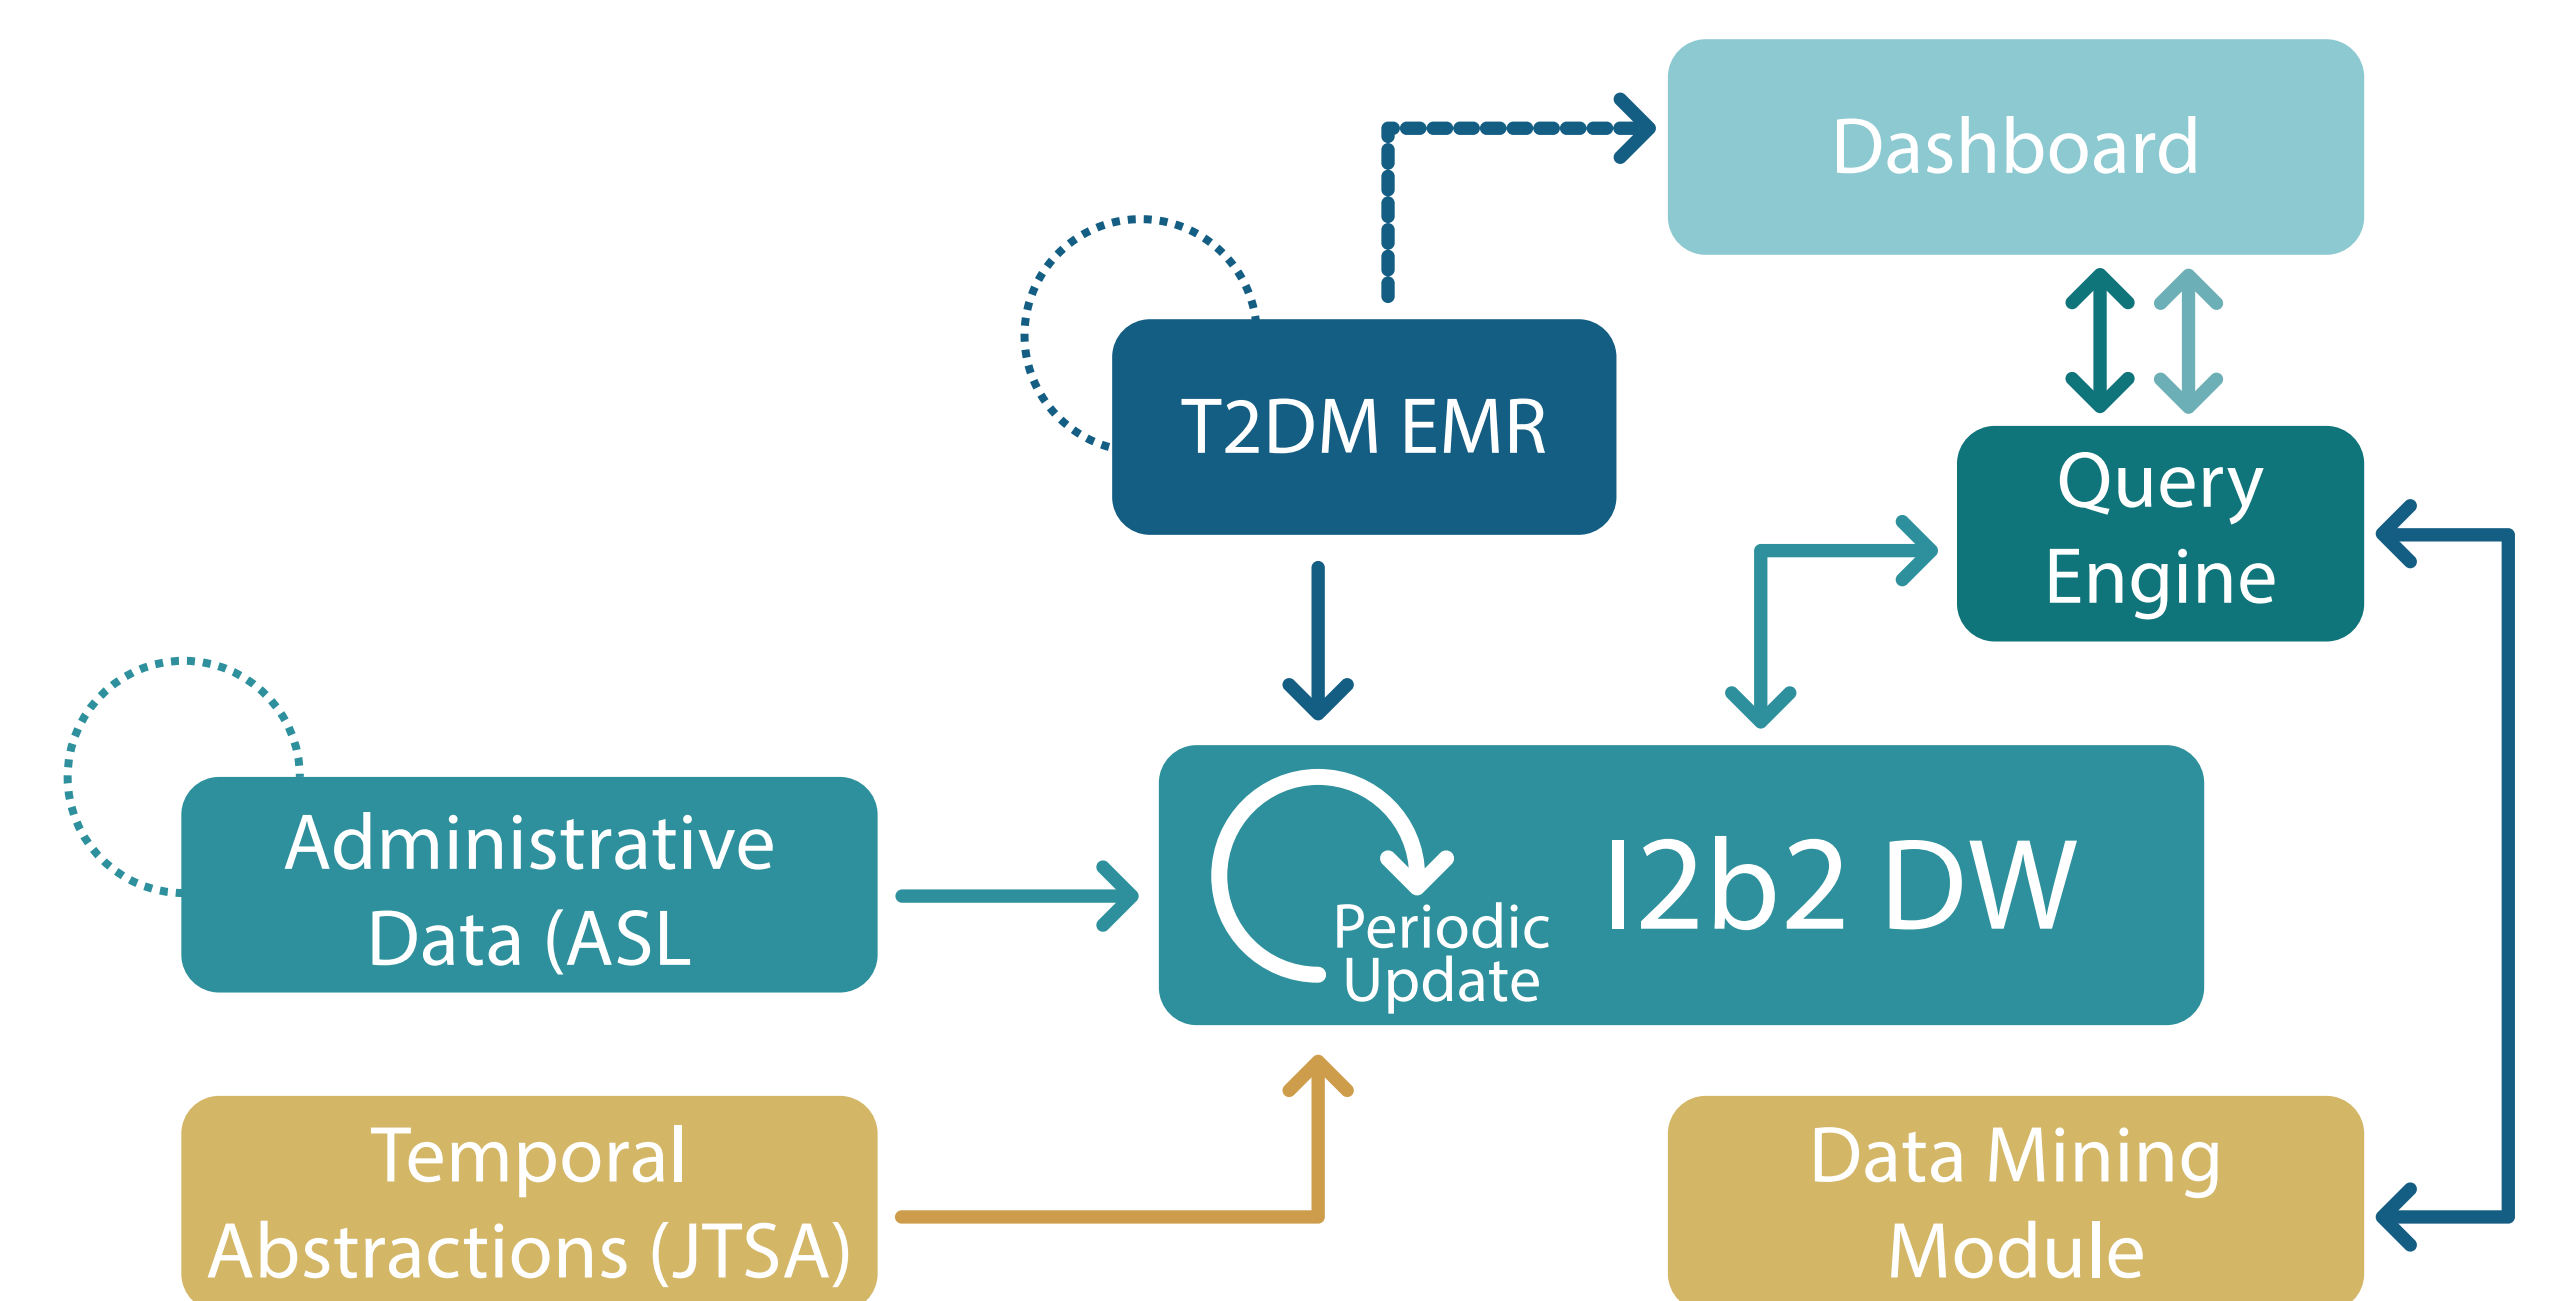 Dashboard
T2DM EMR
Query
Engine
Administrative
Data (ASL
Periodic
Update
I2b2 DW
Temporal
Abstractions (JTSA)
Data Mining
Module